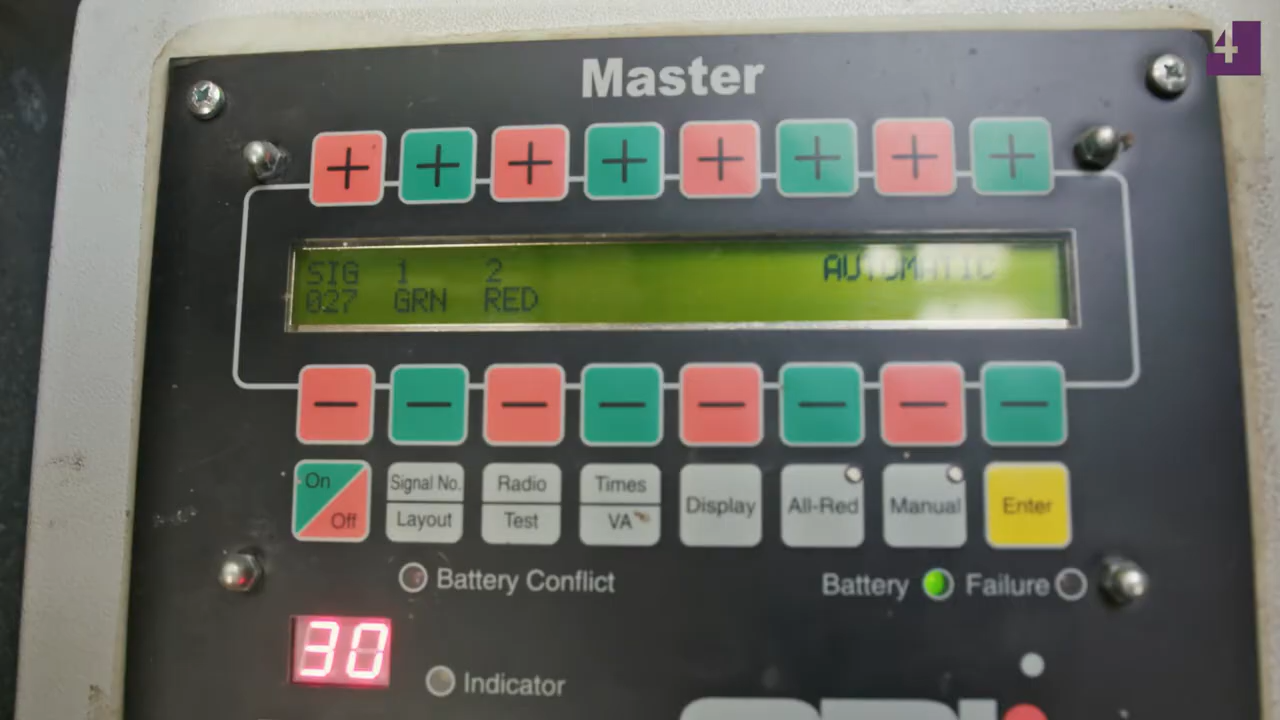 4
Master
+ + + + + + + +
SIG 1 2 AUTOMATIC
027 GRN RED
− − − − − − − −
On Off
Signal No. Layout
Radio Test
Times VA
Display
All-Red
Manual
Enter
Battery Conflict
Battery
Failure
30
Indicator